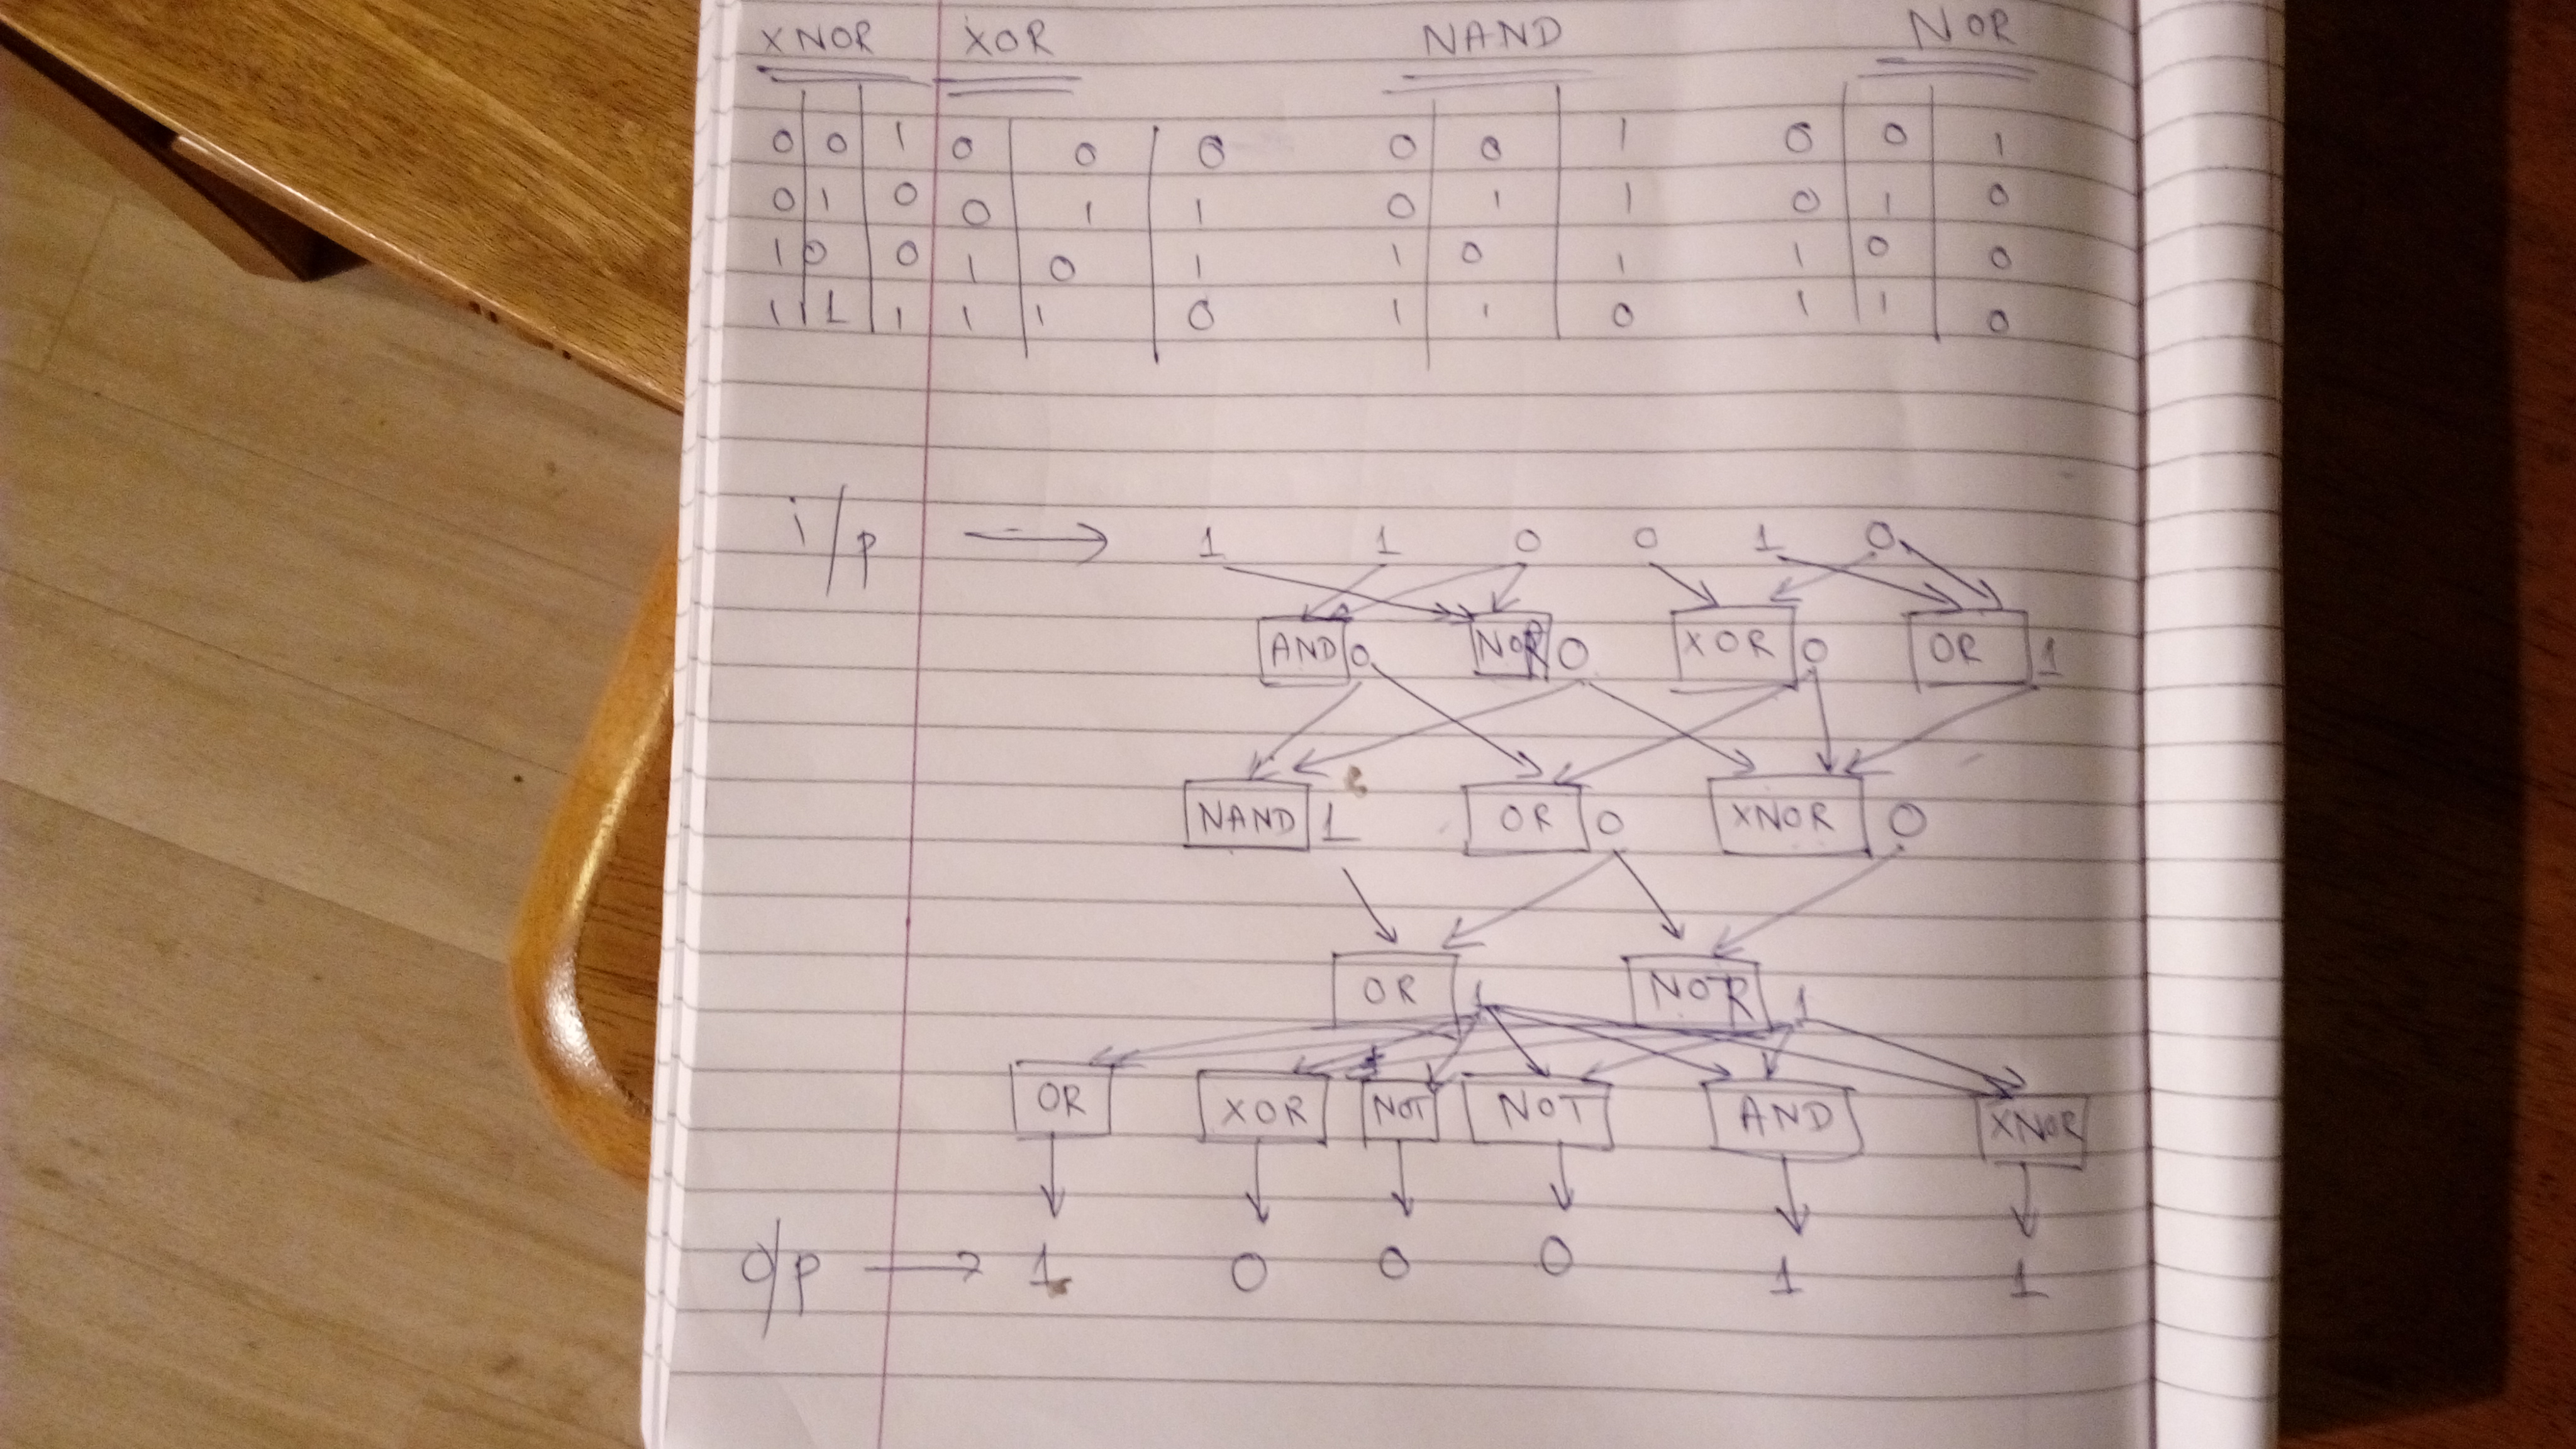 XNOR XOR NAND NOR
0 0 1 0 0 0 0 0 1 0 0 1
0 1 0 0 1 1 0 1 1 0 1 0
1 0 0 1 0 1 1 0 1 1 0 0
1 1 1 1 1 0 1 1 0 1 1 0
i/p → 1 1 0 0 1 0
AND 0 NOR 0 XOR 0 OR 1
NAND 1 OR 0 XNOR 0
OR 1 NOR 1
OR XOR NOT NOT AND XNOR
o/p → 1 0 0 0 1 1